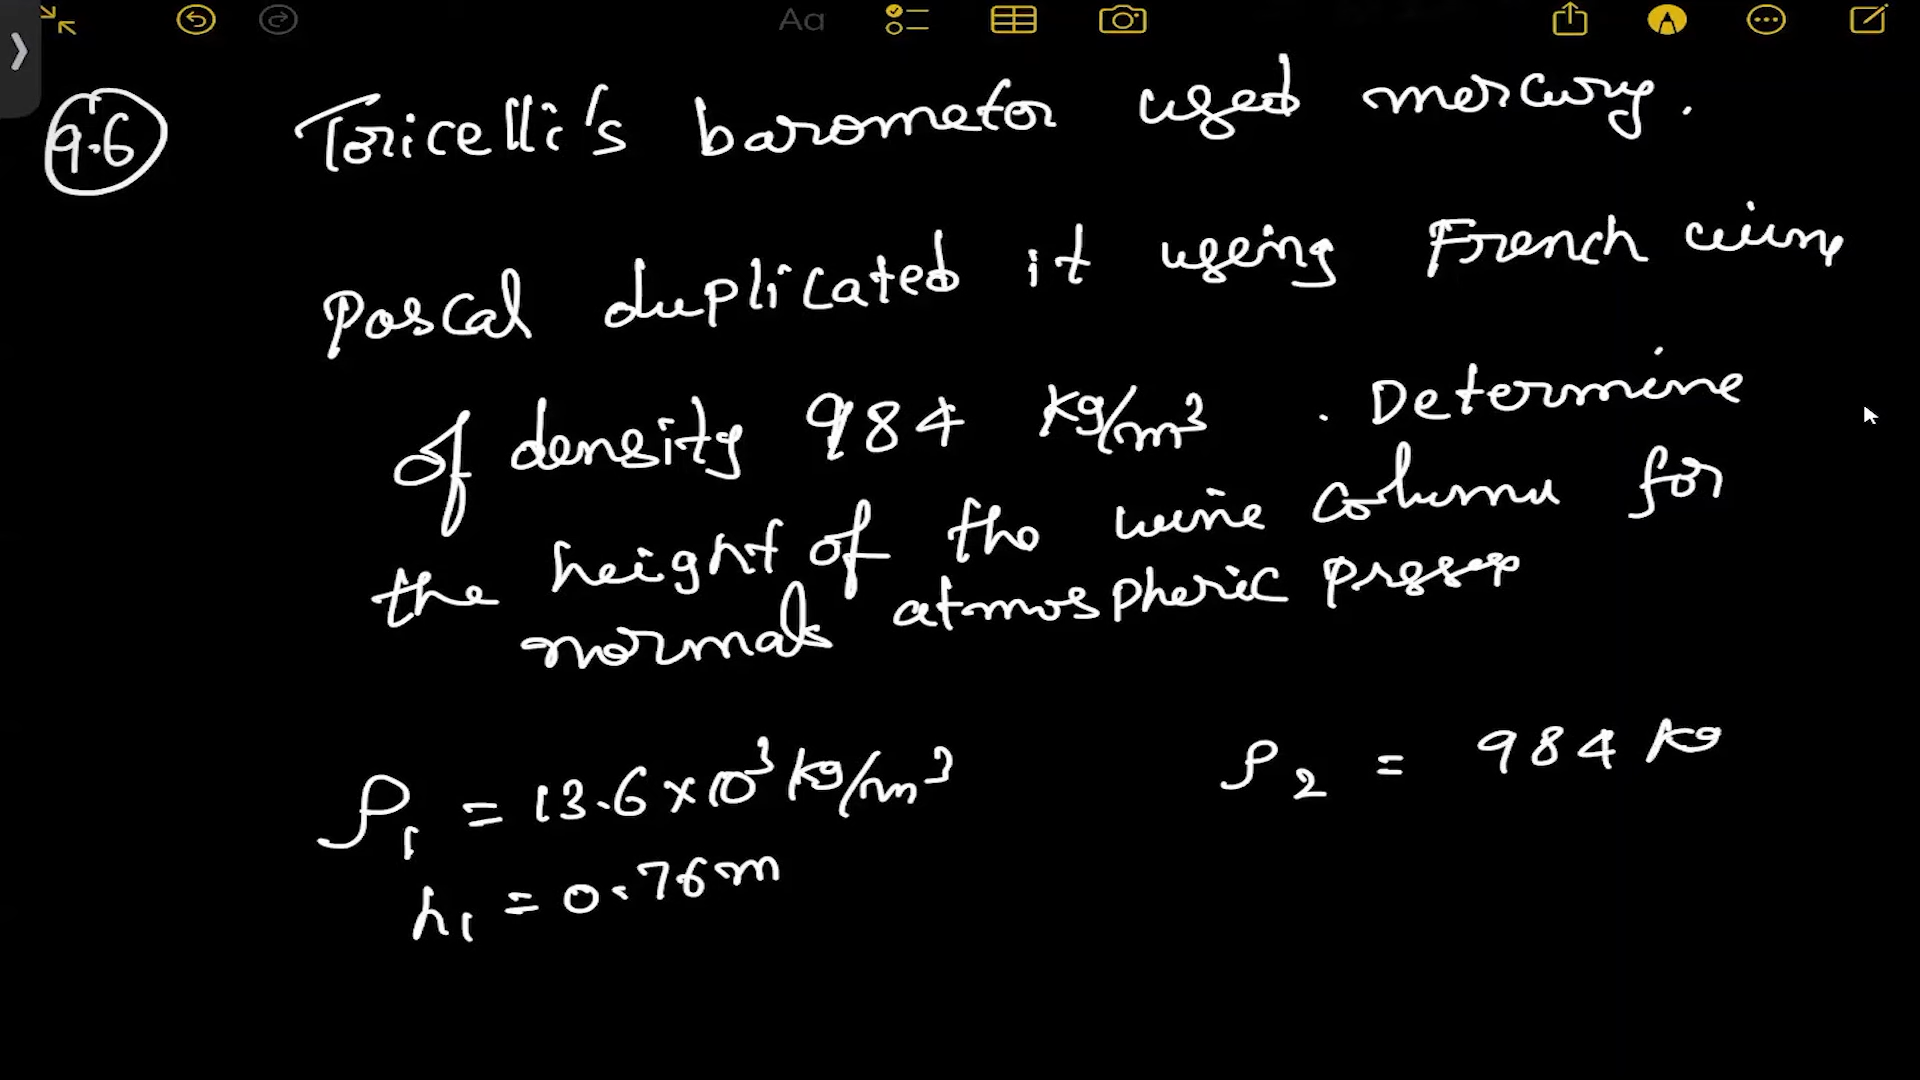 Aa
9.6 Toricelli's barometor used mercury.
Pascal duplicated it using French wine
of density 984 kg/m³ . Determine
the height of the wine column for
normal atmospheric
ρ₁ = 13.6 × 10³ kg/m³ ρ₂ = 984 kg
h₁ = 0.76m